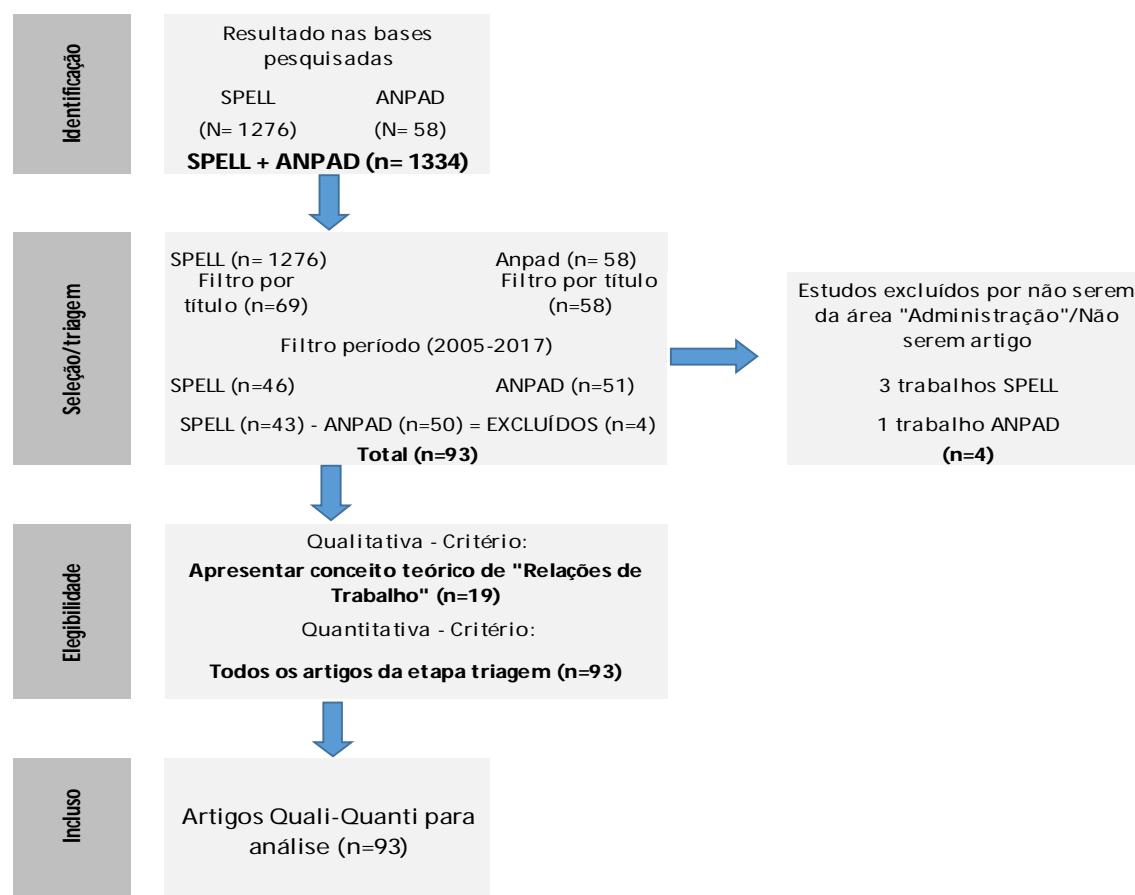 Identificação
Resultado nas bases
pesquisadas
SPELL ANPAD
(N= 1276) (N= 58)
SPELL + ANPAD (n= 1334)
Seleção/triagem
SPELL (n= 1276) Anpad (n= 58)
Filtro por Filtro por título
título (n=69) (n=58)
Filtro período (2005-2017)
SPELL (n=46) ANPAD (n=51)
SPELL (n=43) - ANPAD (n=50) = EXCLUÍDOS (n=4)
Total (n=93)
Estudos excluídos por não serem
da área "Administração"/Não
serem artigo
3 trabalhos SPELL
1 trabalho ANPAD
(n=4)
Elegibilidade
Qualitativa - Critério:
Apresentar conceito teórico de "Relações de
Trabalho" (n=19)
Quantitativa - Critério:
Todos os artigos da etapa triagem (n=93)
Incluso
Artigos Quali-Quanti para
análise (n=93)